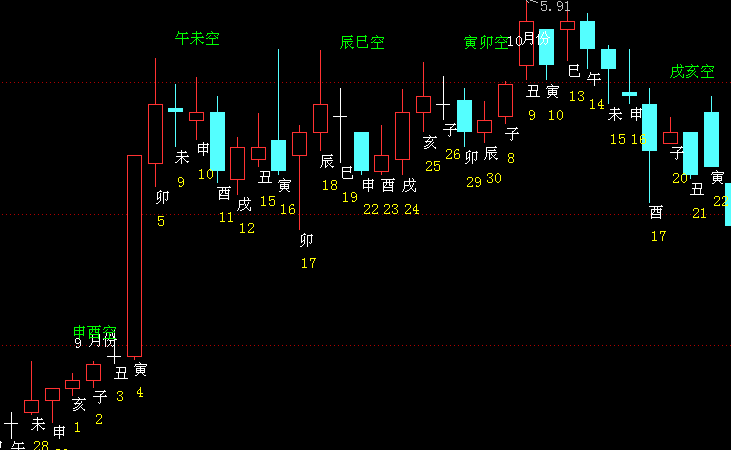 5.91
午未空
辰巳空
寅卯空
10月份
戌亥空
巳
13
午
14
丑
9
寅
10
未
15
申
16
子
8
亥
25
子
26
卯
29
辰
30
未
9
申
10
酉
11
戌
12
丑
15
寅
16
辰
18
巳
19
申
22
酉
23
戌
24
卯
5
卯
17
子
20
丑
21
寅
22
酉
17
申酉空
9月份
丑
3
寅
4
子
2
亥
1
申
未
28
午